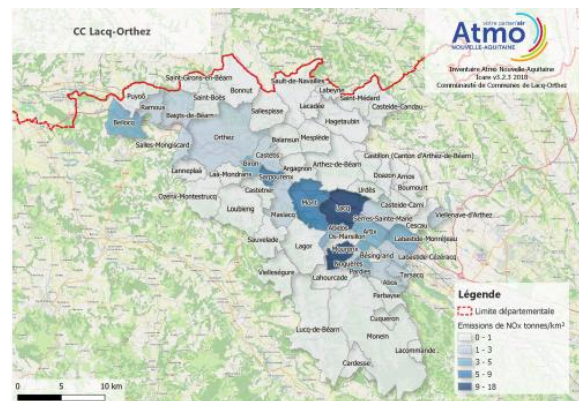 CC Lacq-Orthez
votre partenair
Atmo
NOUVELLE-AQUITAINE
Inventaire Atmo Nouvelle-Aquitaine
Icare v3.2.3 2018
Communauté de Communes de Lacq-Orthez
Saint-Girons-en-Béarn
Sault-de-Navailles
Bonnut
Labeyrie
Puyoô
Saint-Médard
Ramous
Saint-Boès
Lacadée
Casteide-Candau
Bellocq
Baigts-de-Béarn
Sallespisse
Hagetaubin
Orthez
Balansun
Mesplède
Salles-Mongiscard
Castillon (Canton d'Arthez-de-Béarn)
Castétis
Arthez-de-Béarn
Lanneplaà
Biron
Argagnon
Doazon
Arnos
Laà-Mondrans
Sarpourenx
Boumourt
Castetner
Urdès
Ozenx-Montestrucq
Mont
Lacq
Casteide-Cami
Loubieng
Maslacq
Serres-Sainte-Marie
Viellenave-d'Arthez
Cescau
Abidos
Artix
Os-Marsillon
Labastide-Monréjeau
Sauvelade
Lagor
Mourenx
Bésingrand
Labastide-Cézéracq
Noguères
Pardies
Tarsacq
Vielleségure
Lahourcade
Abos
Parbayse
Cuqueron
Lucq-de-Béarn
Monein
Lacommande
Cardesse
Légende
Limite départementale
Emissions de NOx tonnes/km²
0 - 1
1 - 3
3 - 5
5 - 9
9 - 18
0 5 10 km